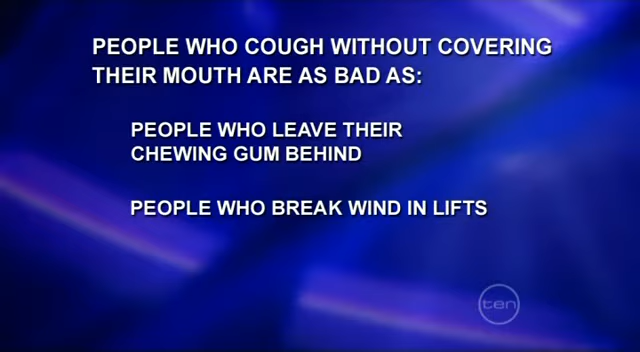 PEOPLE WHO COUGH WITHOUT COVERING
THEIR MOUTH ARE AS BAD AS:
PEOPLE WHO LEAVE THEIR
CHEWING GUM BEHIND
PEOPLE WHO BREAK WIND IN LIFTS
ten